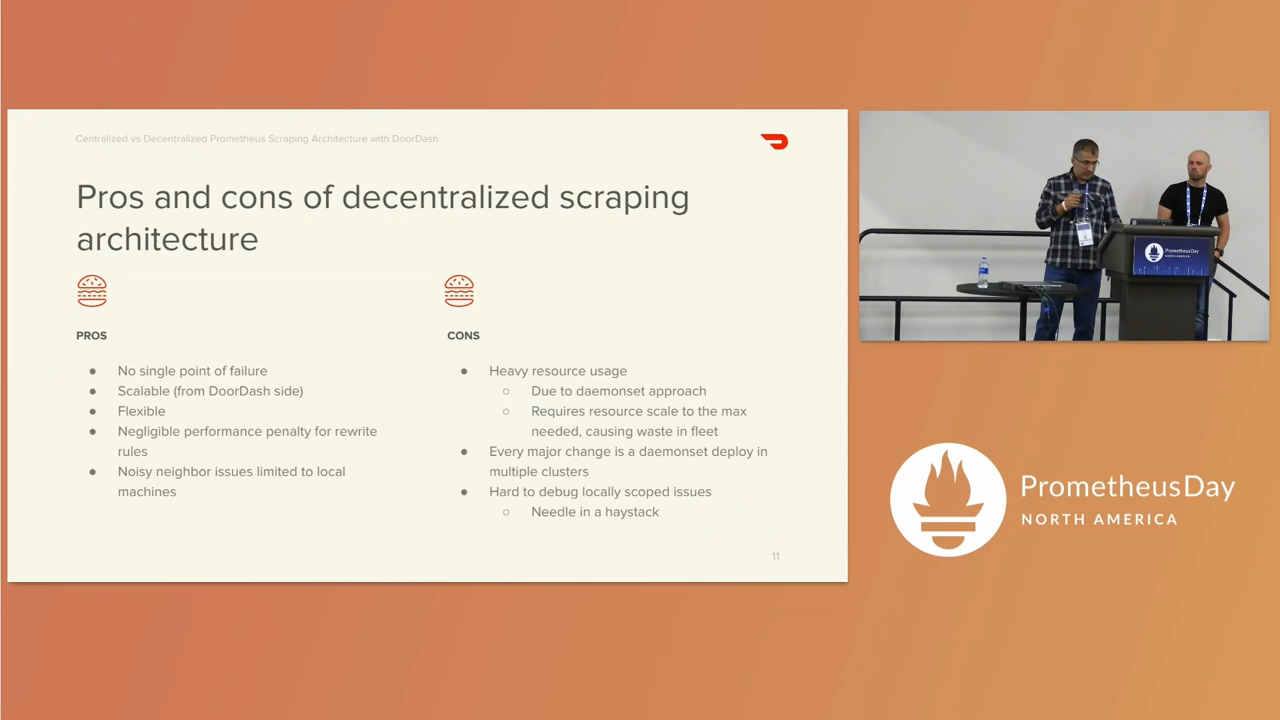 Centralized vs Decentralized Prometheus Scraping Architecture with DoorDash
Pros and cons of decentralized scraping
architecture
PROS
● No single point of failure
● Scalable (from DoorDash side)
● Flexible
● Negligible performance penalty for rewrite
rules
● Noisy neighbor issues limited to local
machines
CONS
● Heavy resource usage
○ Due to daemonset approach
○ Requires resource scale to the max
needed, causing waste in fleet
● Every major change is a daemonset deploy in
multiple clusters
● Hard to debug locally scoped issues
○ Needle in a haystack
11
PrometheusDay
NORTH AMERICA
PrometheusDay
NORTH AMERICA